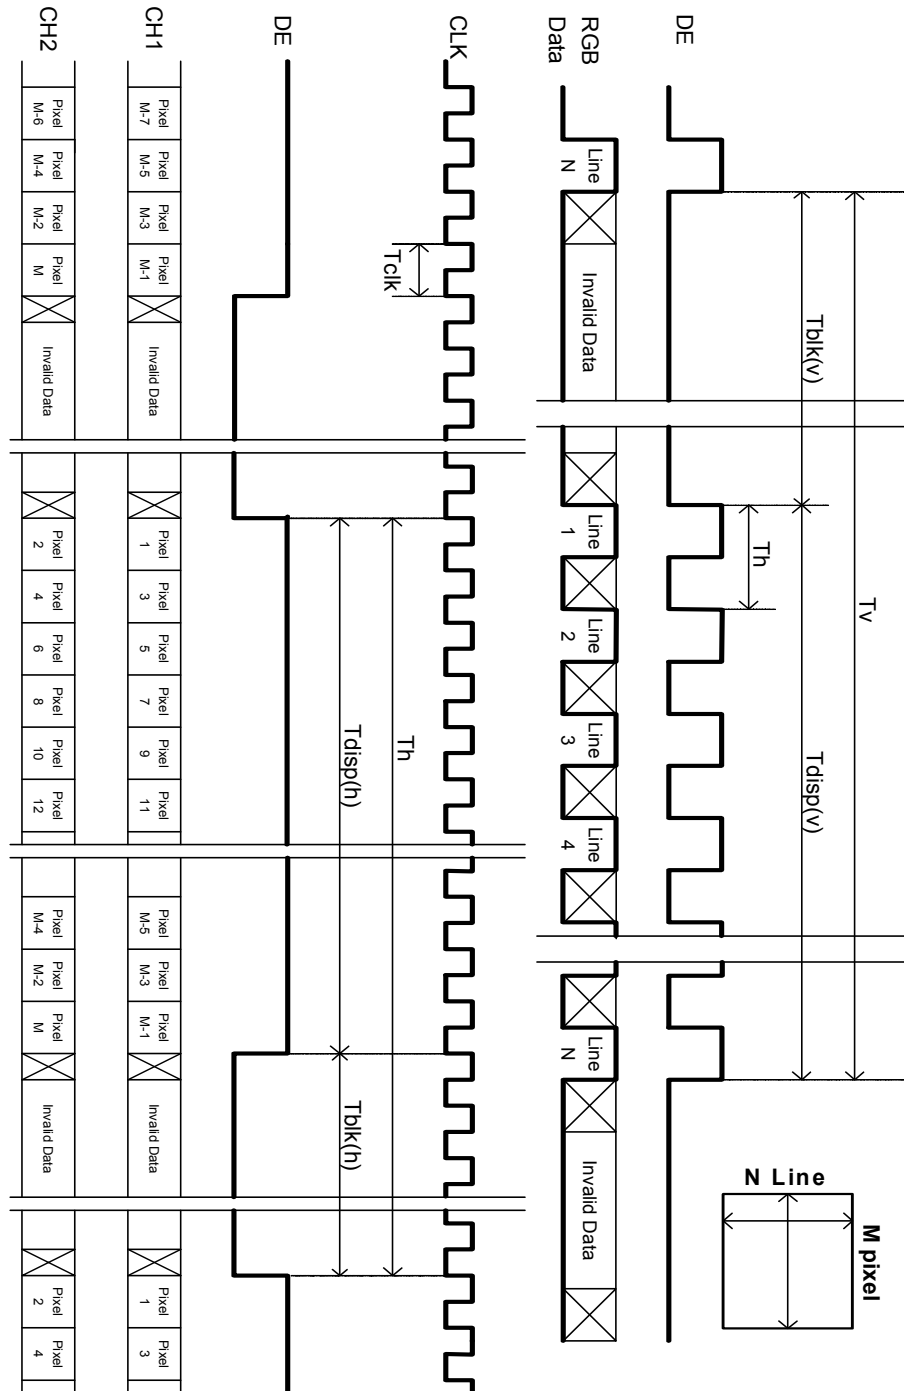 Tv
Tblk(v)
Tdisp(v)
Th
DE
RGB
Data
Line
N
Invalid Data
Line
1
Line
2
Line
3
Line
4
Line
N
Invalid Data
M pixel
N Line
CLK
Tclk
Th
Tdisp(h)
Tblk(h)
DE
CH1
Pixel
M-7
Pixel
M-5
Pixel
M-3
Pixel
M-1
Invalid Data
Pixel
1
Pixel
3
Pixel
5
Pixel
7
Pixel
9
Pixel
11
Pixel
M-5
Pixel
M-3
Pixel
M-1
Invalid Data
Pixel
1
Pixel
3
CH2
Pixel
M-6
Pixel
M-4
Pixel
M-2
Pixel
M
Invalid Data
Pixel
2
Pixel
4
Pixel
6
Pixel
8
Pixel
10
Pixel
12
Pixel
M-4
Pixel
M-2
Pixel
M
Invalid Data
Pixel
2
Pixel
4